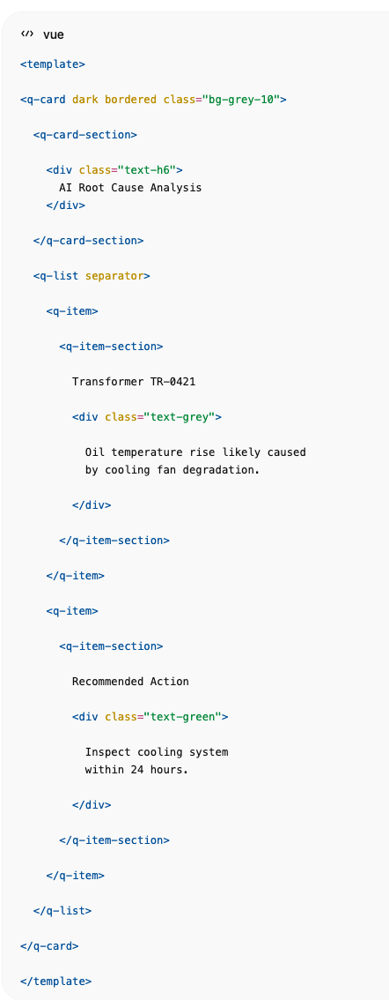 vue
<template>
<q-card dark bordered class="bg-grey-10">
<q-card-section>
<div class="text-h6">
AI Root Cause Analysis
</div>
</q-card-section>
<q-list separator>
<q-item>
<q-item-section>
Transformer TR-0421
<div class="text-grey">
Oil temperature rise likely caused
by cooling fan degradation.
</div>
</q-item-section>
</q-item>
<q-item>
<q-item-section>
Recommended Action
<div class="text-green">
Inspect cooling system
within 24 hours.
</div>
</q-item-section>
</q-item>
</q-list>
</q-card>
</template>